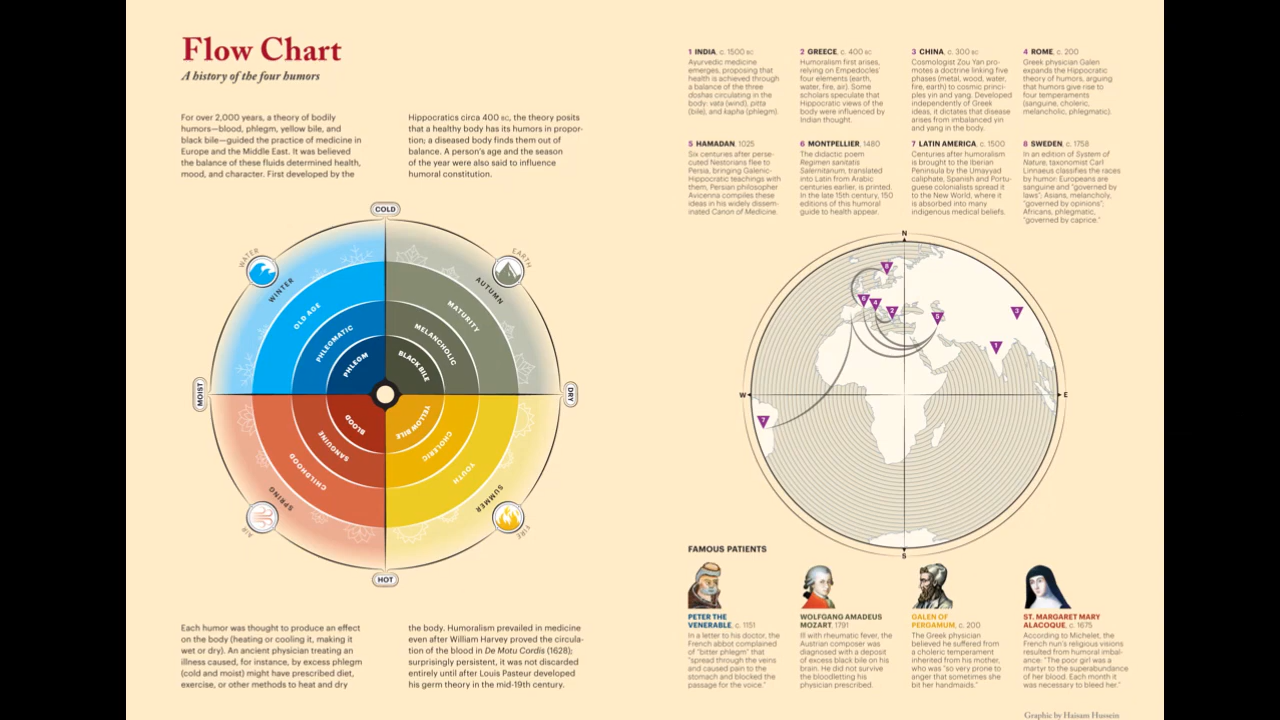 Flow Chart
A history of the four humors
For over 2,000 years, a theory of bodily
humors—blood, phlegm, yellow bile, and
black bile—guided the practice of medicine in
Europe and the Middle East. It was believed
the balance of these fluids determined health,
mood, and character. First developed by the
Hippocratics circa 400 BC, the theory posits
that a healthy body has its humors in propor-
tion; a diseased body finds them out of
balance. A person's age and the season
of the year were also said to influence
humoral constitution.
COLD
WATER
EARTH
WINTER
AUTUMN
OLD AGE
MATURITY
PHLEGMATIC
MELANCHOLIC
PHLEGM
BLACK BILE
MOIST
DRY
BLOOD
YELLOW BILE
SANGUINE
CHOLERIC
CHILDHOOD
YOUTH
SPRING
SUMMER
AIR
FIRE
HOT
Each humor was thought to produce an effect
on the body (heating or cooling it, making it
wet or dry). An ancient physician treating an
illness caused, for instance, by excess phlegm
(cold and moist) might have prescribed diet,
exercise, or other methods to heat and dry
the body. Humoralism prevailed in medicine
even after William Harvey proved the circula-
tion of the blood in De Motu Cordis (1628);
surprisingly persistent, it was not discarded
entirely until after Louis Pasteur developed
his germ theory in the mid-19th century.
1 INDIA, c. 1500 BC
Ayurvedic medicine
emerges, proposing that
health is achieved through
a balance of the three
doshas circulating in the
body: vata (wind), pitta
(bile), and kapha (phlegm).
2 GREECE, c. 400 BC
Humoralism first arises,
relying on Empedocles'
four elements (earth,
water, fire, air). Some
scholars speculate that
Hippocratic views of the
body were influenced by
Indian thought.
3 CHINA, c. 300 BC
Cosmologist Zou Yan pro-
motes a doctrine linking five
phases (metal, wood, water,
fire, earth) to cosmic princi-
ples yin and yang. Developed
independently of Greek
ideas, it dictates that disease
arises from imbalanced yin
and yang in the body.
4 ROME, c. 200
Greek physician Galen
expands the Hippocratic
theory of humors, arguing
that humors give rise to
four temperaments
(sanguine, choleric,
melancholic, phlegmatic).
5 HAMADAN, 1025
Six centuries after perse-
cuted Nestorians flee to
Persia, bringing Galenic-
Hippocratic teachings with
them, Persian philosopher
Avicenna compiles these
ideas in his widely dissem-
inated Canon of Medicine.
6 MONTPELLIER, 1480
The didactic poem
Regimen sanitatis
Salernitanum, translated
into Latin from Arabic
centuries earlier, is printed.
In the late 15th century, 150
editions of this humoral
guide to health appear.
7 LATIN AMERICA, c. 1500
Centuries after humoralism
is brought to the Iberian
Peninsula by the Umayyad
caliphate, Spanish and Portu-
guese colonialists spread it
to the New World, where
it is absorbed into many
indigenous medical beliefs.
8 SWEDEN, c. 1758
In an edition of System of
Nature, taxonomist Carl
Linnaeus classifies the races
by humor. Europeans are
sanguine and "governed by
laws"; Asians, melancholy,
"governed by opinions";
Africans, phlegmatic,
"governed by caprice."
N
8
6
4
2
5
3
1
W
E
7
S
FAMOUS PATIENTS
PETER THE
VENERABLE, c. 1151
In a letter to his doctor, the
French abbot complained
of "bitter phlegm" that
"spread through the veins
and caused pain to the
stomach and blocked the
passage for the voice."
WOLFGANG AMADEUS
MOZART, 1791
Ill with rheumatic fever, the
Austrian composer was
diagnosed with a deposit
of excess black bile on his
brain. He did not survive
the bloodletting his
physician prescribed.
GALEN OF
PERGAMUM, c. 200
The Greek physician
believed he suffered from
a choleric temperament
inherited from his mother,
who was "so very prone to
anger that sometimes she
bit her handmaids."
ST. MARGARET MARY
ALACOQUE, c. 1675
According to Michelet, the
French nun's religious visions
resulted from humoral imbal-
ance: "The poor girl was a
martyr to the superabundance
of her blood. Each month it
was necessary to bleed her."
Graphic by Haisam Hussein